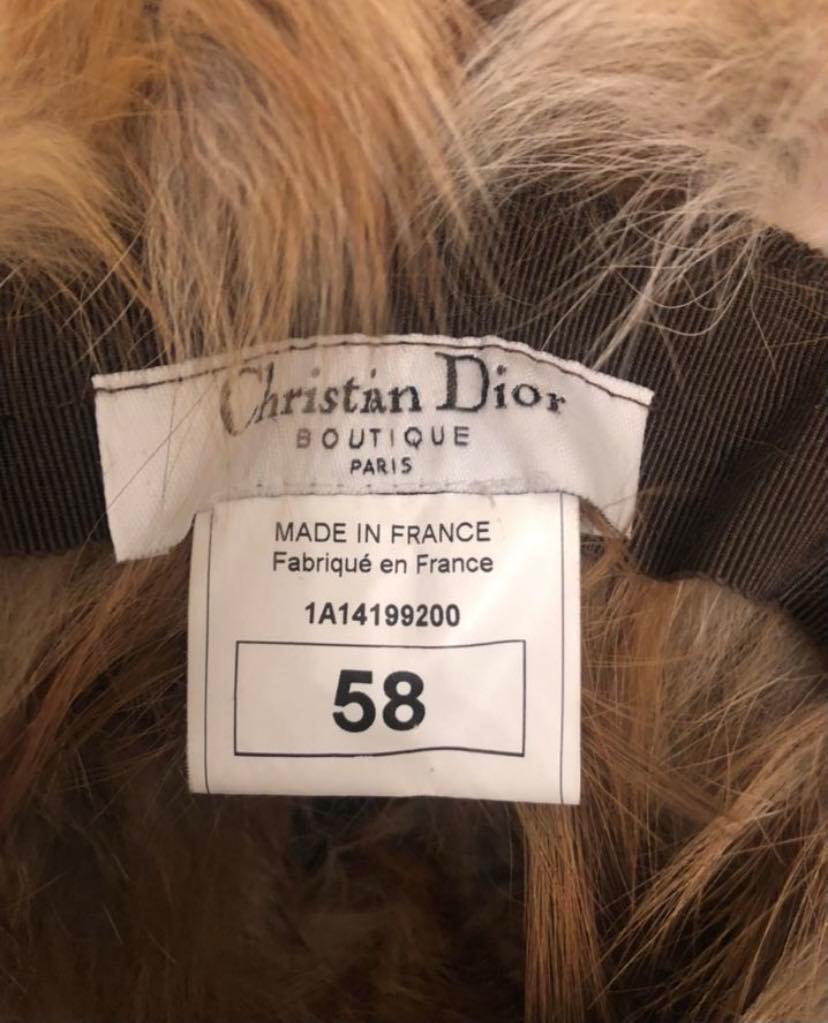 Christian Dior
BOUTIQUE
PARIS
MADE IN FRANCE
Fabriqué en France
1A14199200
58